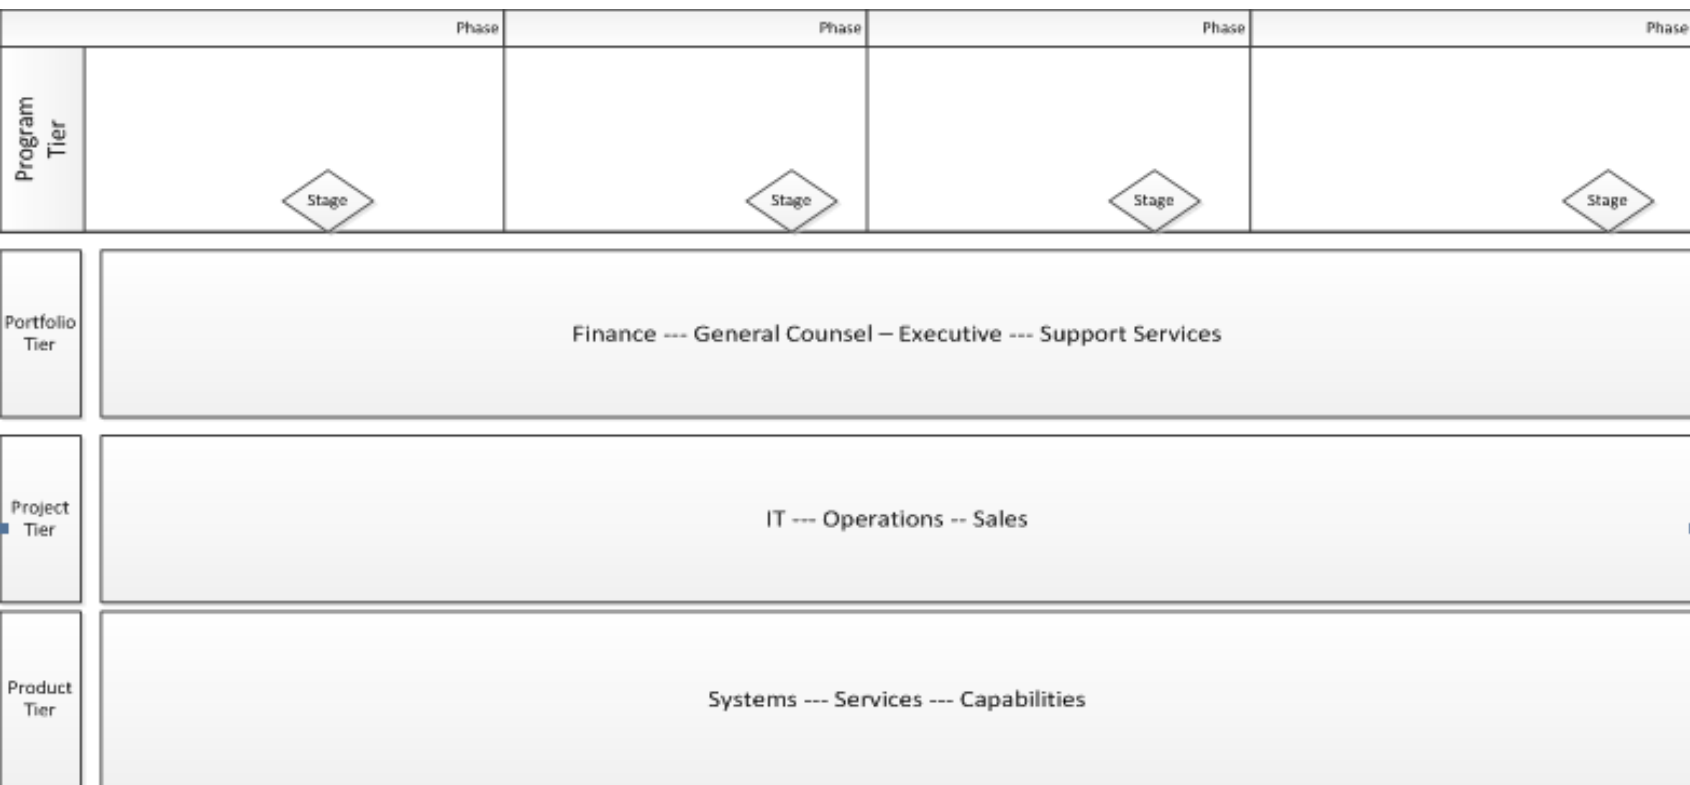 Phase
Phase
Phase
Phase
Program
Tier
Stage
Stage
Stage
Stage
Portfolio
Tier
Finance --- General Counsel – Executive --- Support Services
Project
Tier
IT --- Operations -- Sales
Product
Tier
Systems --- Services --- Capabilities